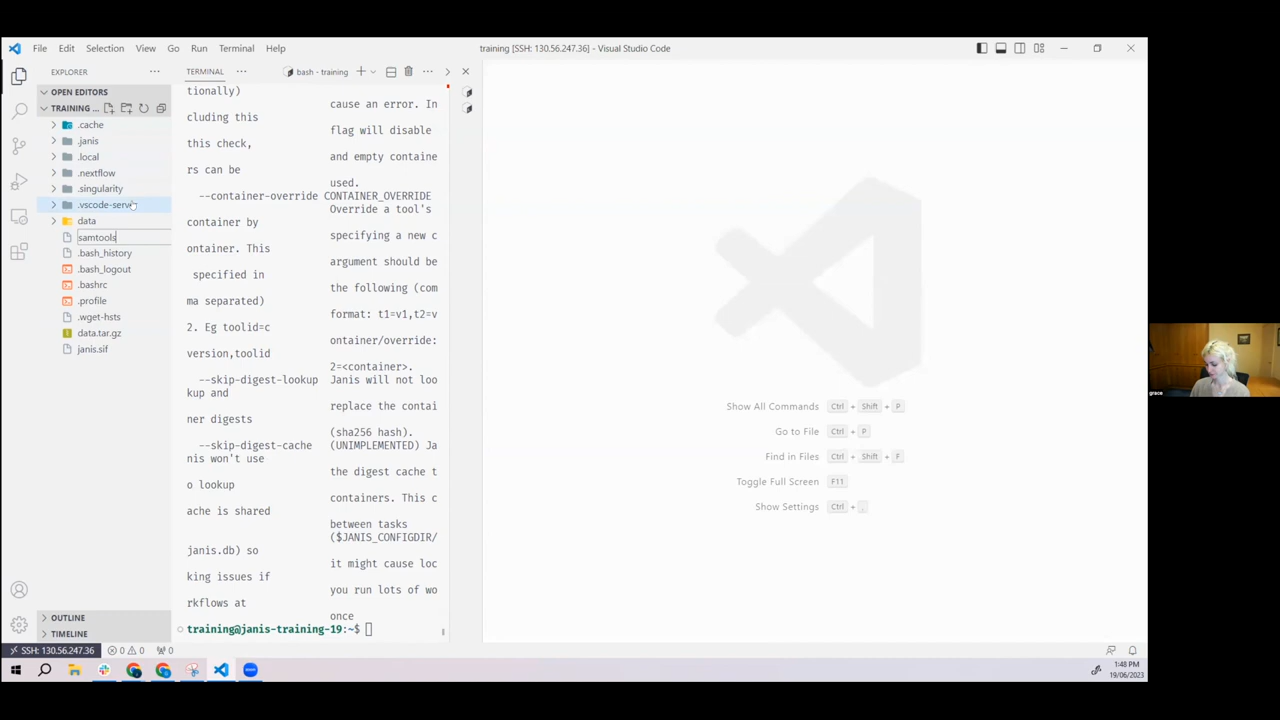 File Edit Selection View Go Run Terminal Help
training [SSH: 130.56.247.36] - Visual Studio Code
EXPLORER
OPEN EDITORS
TRAINING ...
.cache
.janis
.local
.nextflow
.singularity
.vscode-serv
data
samtools
.bash_history
.bash_logout
.bashrc
.profile
.wget-hsts
data.tar.gz
janis.sif
OUTLINE
TIMELINE
TERMINAL
bash - training
tionally)
cause an error. In
cluding this
flag will disable
this check,
and empty containe
rs can be
used.
--container-override CONTAINER_OVERRIDE
Override a tool's
container by
specifying a new c
ontainer. This
argument should be
specified in
the following (com
ma separated)
format: t1=v1,t2=v
2. Eg toolid=c
ontainer/override:
version,toolid
2=<container>.
--skip-digest-lookup Janis will not loo
kup and
replace the contai
ner digests
(sha256 hash).
--skip-digest-cache (UNIMPLEMENTED) Ja
nis won't use
the digest cache t
o lookup
containers. This c
ache is shared
between tasks
($JANIS_CONFIGDIR/
janis.db) so
it might cause loc
king issues if
you run lots of wo
rkflows at
once
training@janis-training-19:~$
Show All Commands Ctrl + Shift + P
Go to File Ctrl + P
Find in Files Ctrl + Shift + F
Toggle Full Screen F11
Show Settings Ctrl + ,
SSH: 130.56.247.36 0 0 0
1:48 PM
19/06/2023
grace